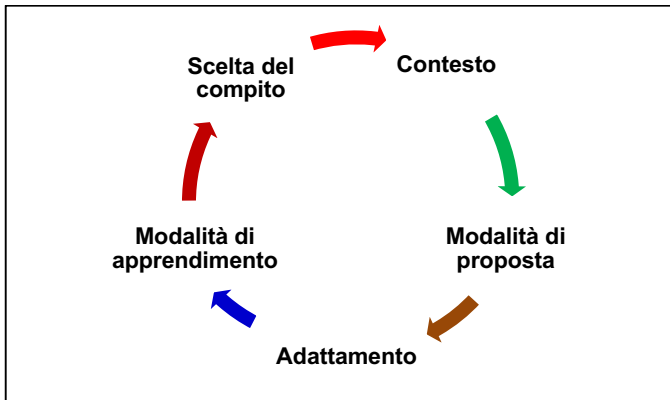 Scelta del
compito
Contesto
Modalità di
proposta
Adattamento
Modalità di
apprendimento